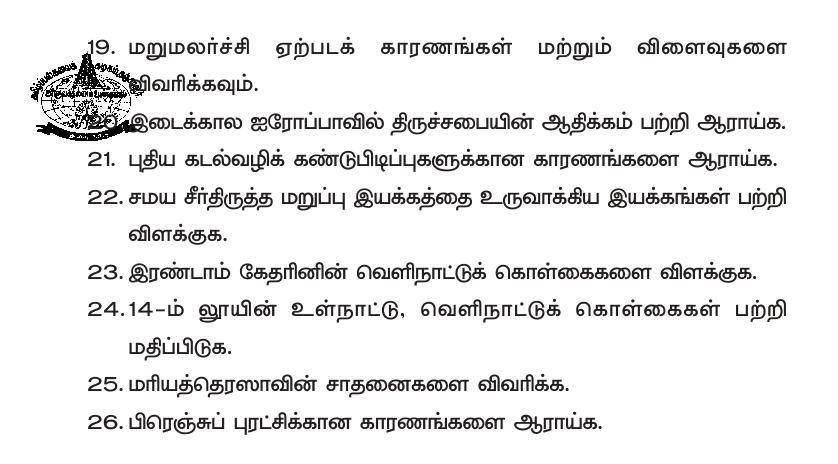 19. மறுமலர்ச்சி ஏற்படக் காரணங்கள் மற்றும் விளைவுகளை
விவரிக்கவும்.
20. இடைக்கால ஐரோப்பாவில் திருச்சபையின் ஆதிக்கம் பற்றி ஆராய்க.
21. புதிய கடல்வழிக் கண்டுபிடிப்புகளுக்கான காரணங்களை ஆராய்க.
22. சமய சீர்திருத்த மறுப்பு இயக்கத்தை உருவாக்கிய இயக்கங்கள் பற்றி
விளக்குக.
23. இரண்டாம் கேதரினின் வெளிநாட்டுக் கொள்கைகளை விளக்குக.
24. 14-ம் லூயின் உள்நாட்டு, வெளிநாட்டுக் கொள்கைகள் பற்றி
மதிப்பிடுக.
25. மரியத்தெரஸாவின் சாதனைகளை விவரிக்க.
26. பிரெஞ்சுப் புரட்சிக்கான காரணங்களை ஆராய்க.